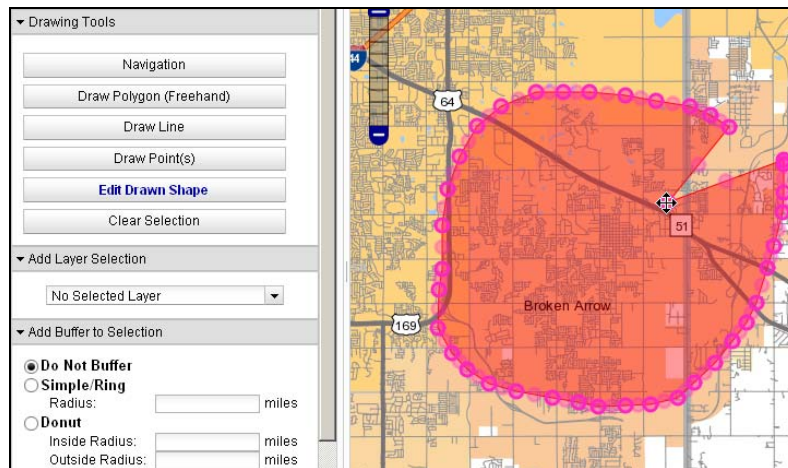 Drawing Tools
Navigation
Draw Polygon (Freehand)
Draw Line
Draw Point(s)
Edit Drawn Shape
Clear Selection
Add Layer Selection
No Selected Layer
Add Buffer to Selection
Do Not Buffer
Simple/Ring
Radius: miles
Donut
Inside Radius: miles
Outside Radius: miles
44
64
51
Broken Arrow
169